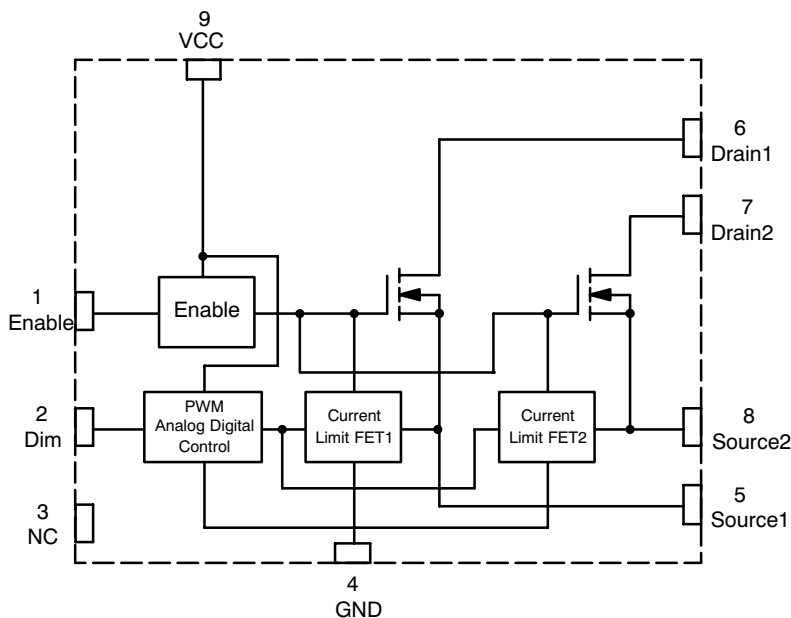 9
VCC
6
Drain1
7
Drain2
1
Enable
Enable
2
Dim
PWM
Analog Digital
Control
Current
Limit FET1
Current
Limit FET2
8
Source2
3
NC
5
Source1
4
GND